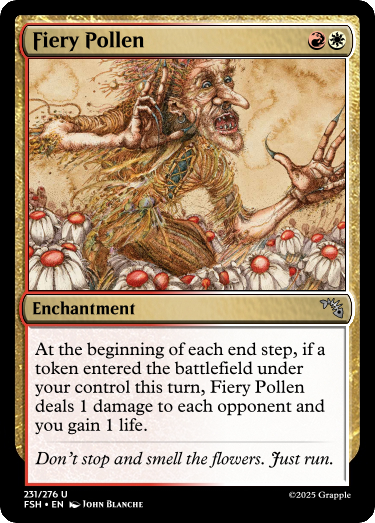 Fiery Pollen
Enchantment
At the beginning of each end step, if a
token entered the battlefield under
your control this turn, Fiery Pollen
deals 1 damage to each opponent and
you gain 1 life.
Don't stop and smell the flowers. Just run.
231/276 U
FSH • EN JOHN BLANCHE
©2025 Grapple